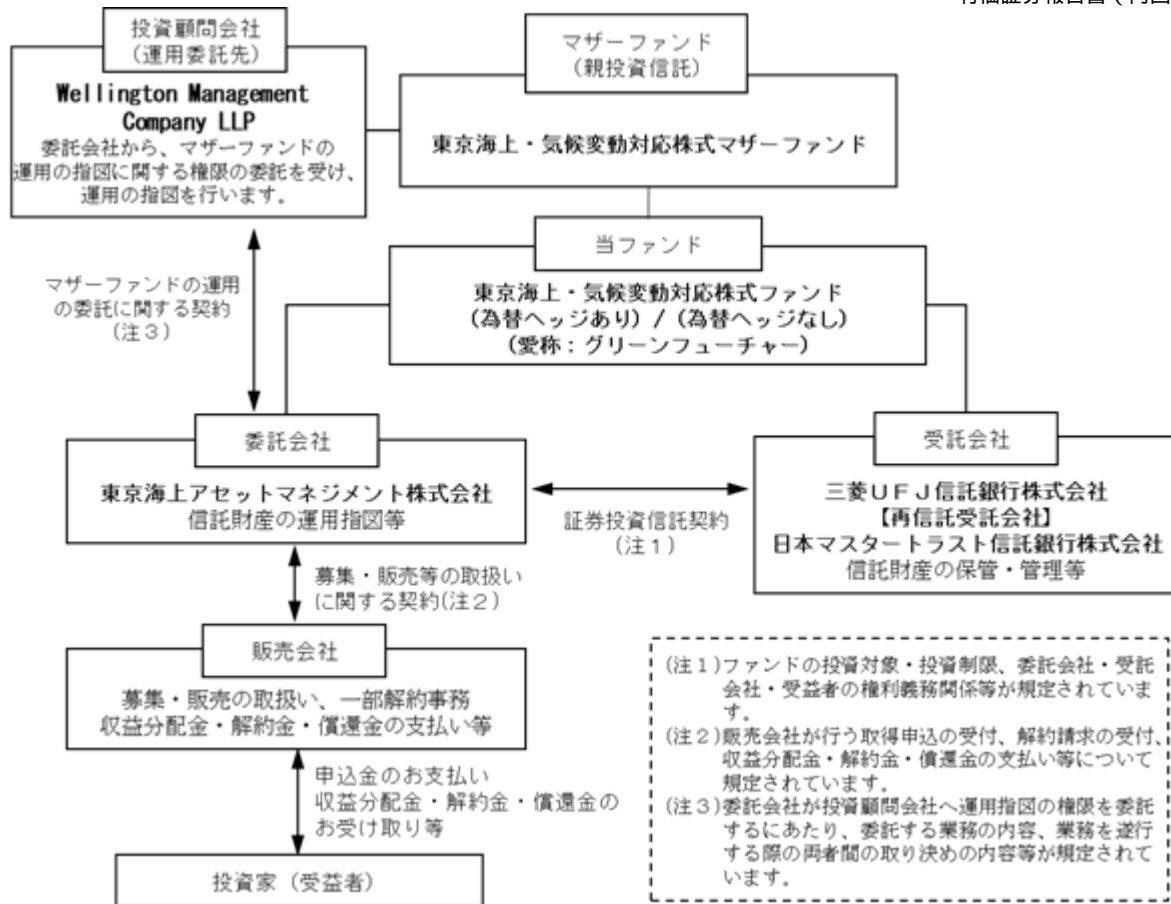 投資顧問会社
(運用委託先)
Wellington Management
Company LLP
委託会社から、マザーファンドの
運用の指図に関する権限の委託を受け、
運用の指図を行います。
マザーファンド
(親投資信託)
東京海上・気候変動対応株式マザーファンド
当ファンド
東京海上・気候変動対応株式ファンド
(為替ヘッジあり) / (為替ヘッジなし)
(愛称:グリーンフューチャー)
マザーファンドの運用
の委託に関する契約
(注3)
委託会社
東京海上アセットマネジメント株式会社
信託財産の運用指図等
証券投資信託契約
(注1)
受託会社
三菱UFJ信託銀行株式会社
【再信託受託会社】
日本マスタートラスト信託銀行株式会社
信託財産の保管・管理等
募集・販売等の取扱い
に関する契約(注2)
販売会社
募集・販売の取扱い、一部解約事務
収益分配金・解約金・償還金の支払い等
申込金のお支払い
収益分配金・解約金・償還金の
お受け取り等
投資家(受益者)
(注1)ファンドの投資対象・投資制限、委託会社・受託
会社・受益者の権利義務関係等が規定されていま
す。
(注2)販売会社が行う取得申込の受付、解約請求の受付、
収益分配金・解約金・償還金の支払い等について
規定されています。
(注3)委託会社が投資顧問会社へ運用指図の権限を委託
するにあたり、委託する業務の内容、業務を遂行
する際の両者間の取り決めの内容等が規定されて
います。